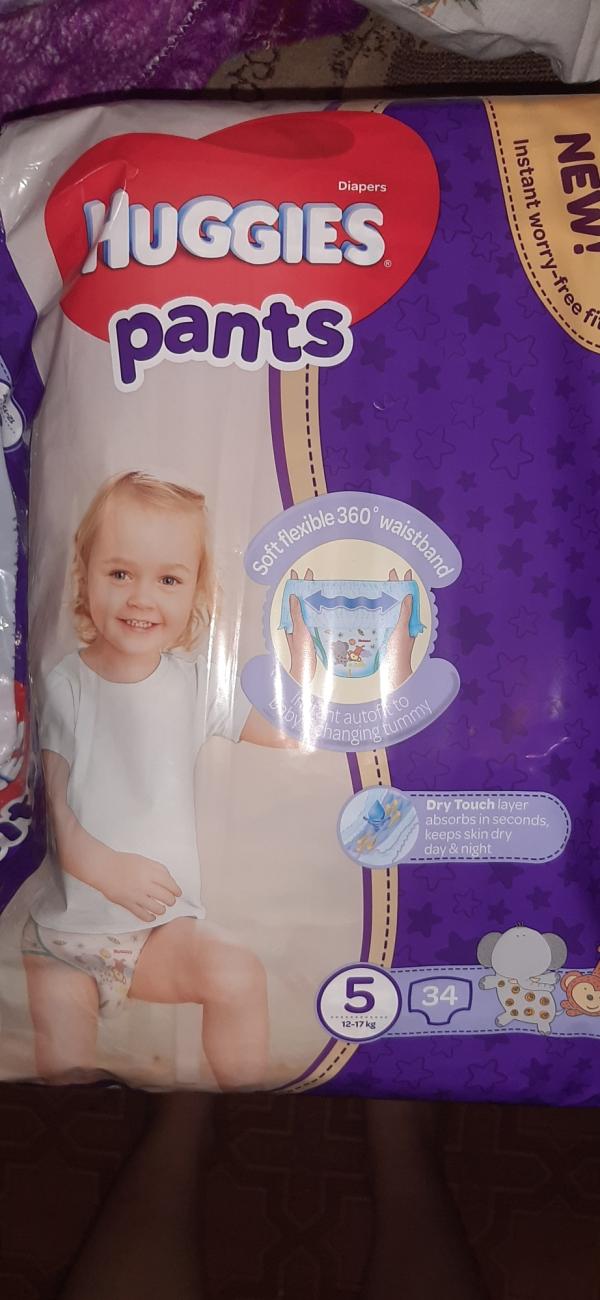 Diapers
HUGGIES®
pants
NEW!
Instant worry-free fit
Soft flexible 360° waistband
autofit to
changing tummy
Dry Touch layer
absorbs in seconds,
keeps skin dry
day & night
5
12-17 kg
34